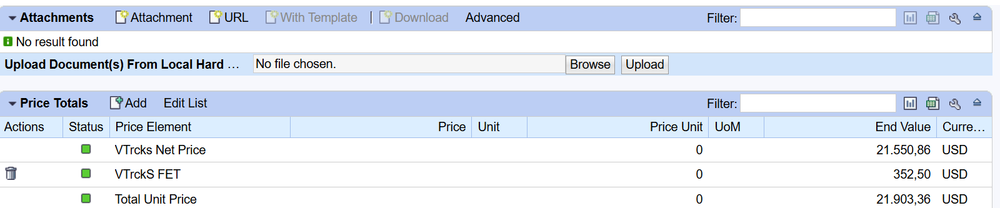 Attachments Attachment URL With Template | Download Advanced Filter:
No result found
Upload Document(s) From Local Hard ... No file chosen. Browse Upload
Price Totals Add Edit List Filter:
Actions Status Price Element Price Unit Price Unit UoM End Value Curre...
VTrcks Net Price 0 21.550,86 USD
VTrckS FET 0 352,50 USD
Total Unit Price 0 21.903,36 USD